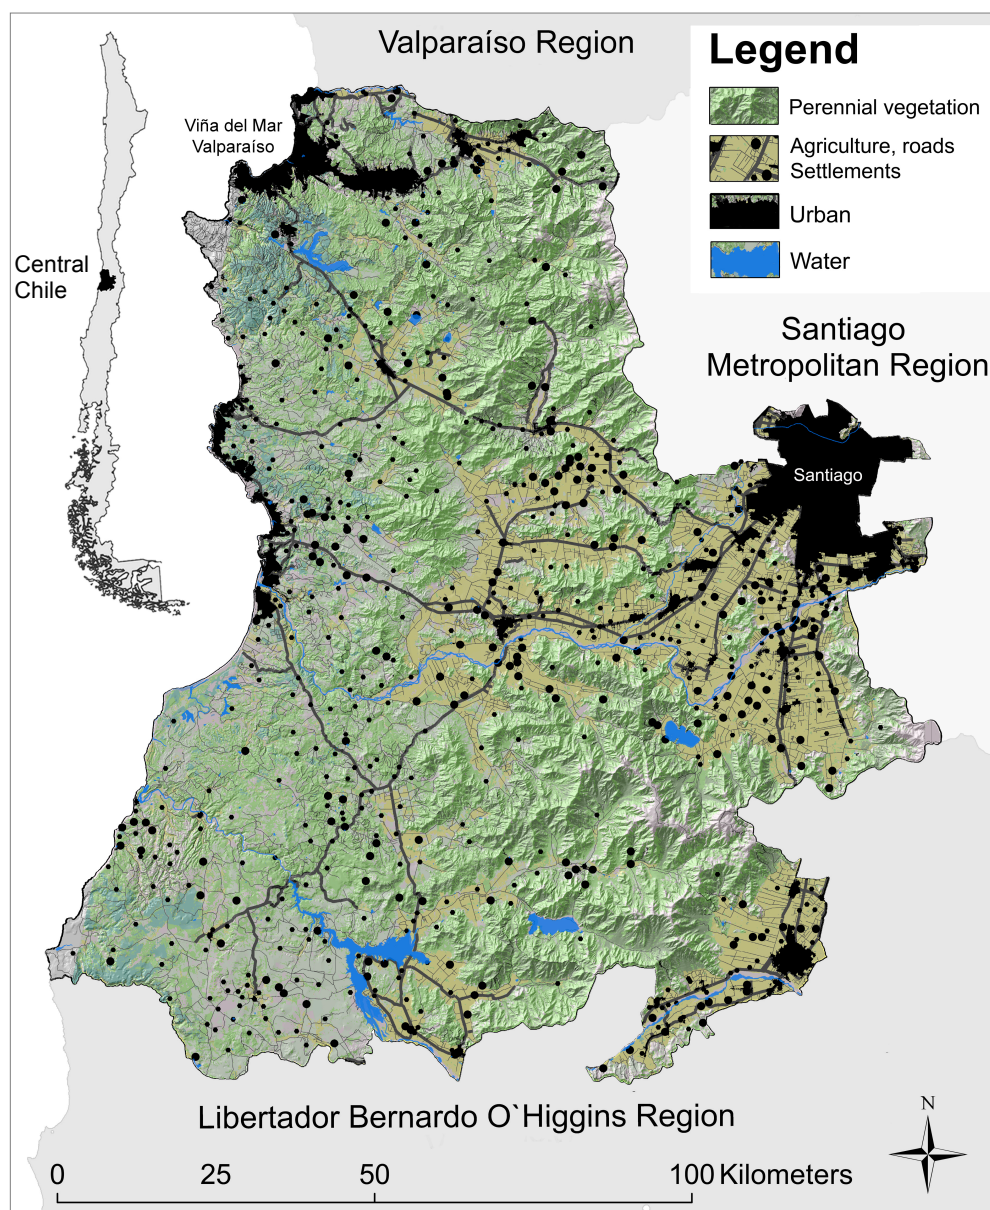 Valparaíso Region
Legend
Perennial vegetation
Agriculture, roads
Settlements
Urban
Water
Viña del Mar
Valparaíso
Central
Chile
Santiago
Metropolitan Region
Santiago
Libertador Bernardo O`Higgins Region
N
0 25 50 100 Kilometers